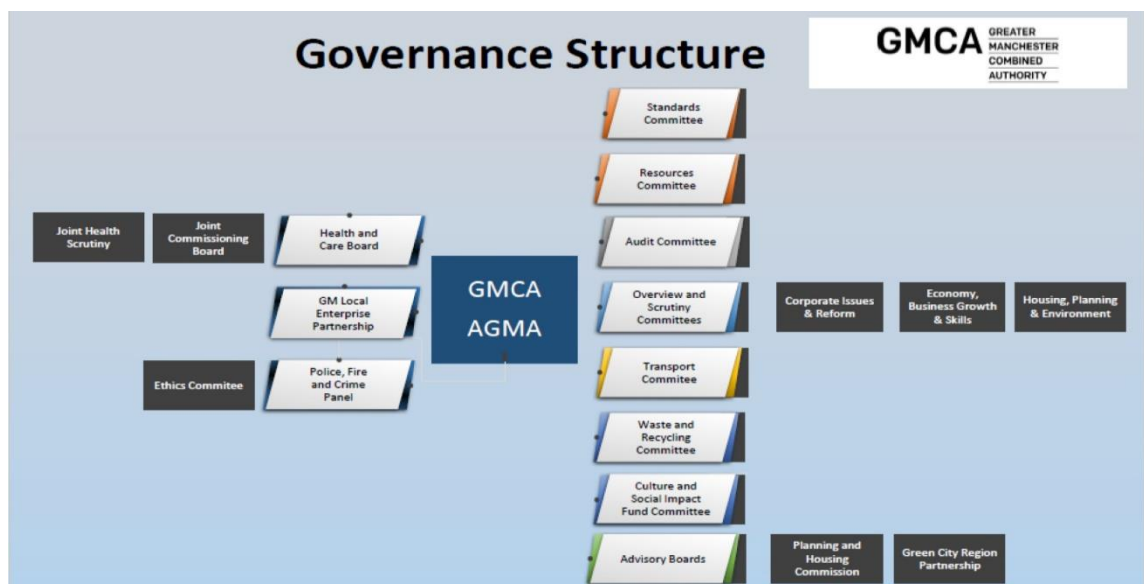 Governance Structure
GMCA
GREATER
MANCHESTER
COMBINED
AUTHORITY
Standards
Committee
Resources
Committee
Joint Health
Scrutiny
Joint
Commissioning
Board
Health and
Care Board
Audit Committee
GMCA
AGMA
GM Local
Enterprise
Partnership
Overview and
Scrutiny
Committees
Corporate Issues
& Reform
Economy,
Business Growth
& Skills
Housing, Planning
& Environment
Ethics Commitee
Police, Fire
and Crime
Panel
Transport
Commitee
Waste and
Recycling
Committee
Culture and
Social Impact
Fund Committee
Advisory Boards
Planning and
Housing
Commission
Green City Region
Partnership